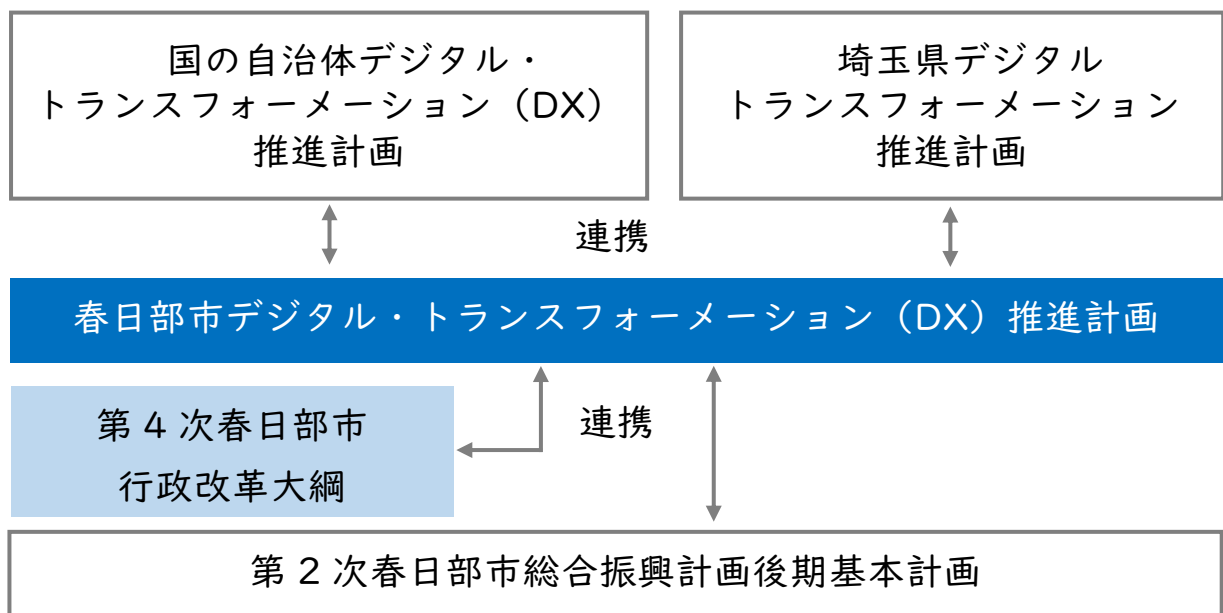 国の自治体デジタル・
トランスフォーメーション（DX）
推進計画
埼玉県デジタル
トランスフォーメーション
推進計画
連携
春日部市デジタル・トランスフォーメーション（DX）推進計画
第4次春日部市
行政改革大綱
連携
第2次春日部市総合振興計画後期基本計画